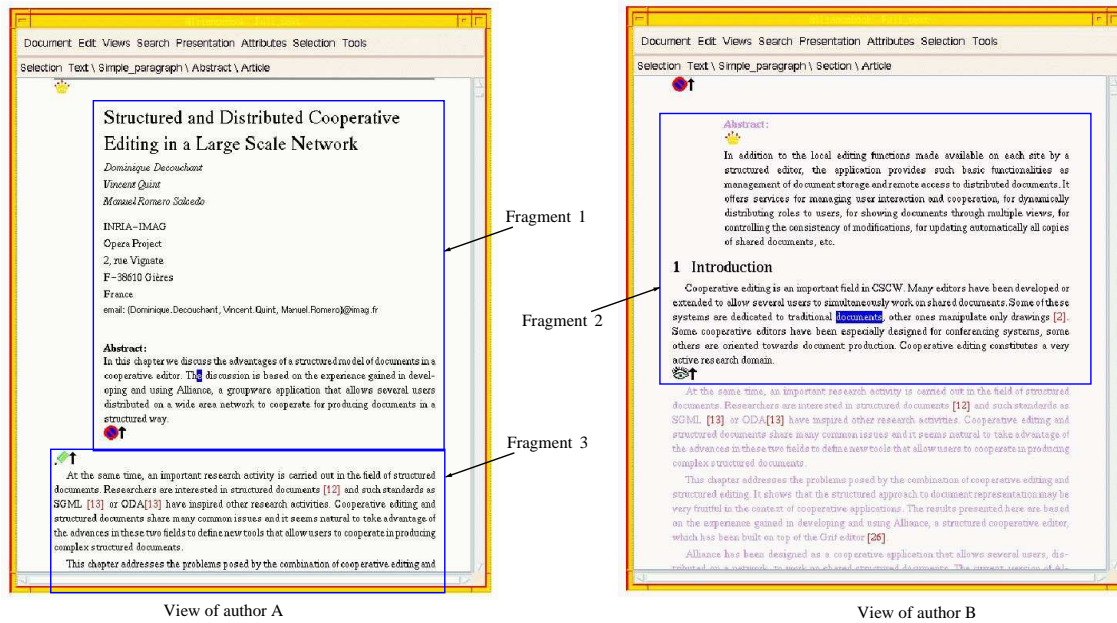 Document Edit Views Search Presentation Attributes Selection Tools
Selection Text \ Simple_paragraph \ Abstract \ Article
Structured and Distributed Cooperative
Editing in a Large Scale Network
Dominique Decouchant
Vincent Quint
Manuel Romero Salcedo
INRIA–IMAG
Opera Project
2, rue Vignate
F–38610 Gières
France
email: {Dominique.Decouchant, Vincent.Quint, Manuel.Romero}@imag.fr
Abstract:
In this chapter we discuss the advantages of a structured model of documents in a
cooperative editor. The discussion is based on the experience gained in devel-
oping and using Alliance, a groupware application that allows several users
distributed on a wide area network to cooperate for producing documents in a
structured way.
At the same time, an important research activity is carried out in the field of structured
documents. Researchers are interested in structured documents [12] and such standards as
SGML [13] or ODA[13] have inspired other research activities. Cooperative editing and
structured documents share many common issues and it seems natural to take advantage of
the advances in these two fields to define new tools that allow users to cooperate in producing
complex structured documents.
This chapter addresses the problems posed by the combination of cooperative editing and
View of author A
Fragment 1
Fragment 2
Fragment 3
Document Edit Views Search Presentation Attributes Selection Tools
Selection Text \ Simple_paragraph \ Section \ Article
Abstract:
In addition to the local editing functions made available on each site by a
structured editor, the application provides such basic functionalities as
management of document storage and remote access to distributed documents. It
offers services for managing user interaction and cooperation, for dynamically
distributing roles to users, for showing documents through multiple views, for
controlling the consistency of modifications, for updating automatically all copies
of shared documents, etc.
1 Introduction
Cooperative editing is an important field in CSCW. Many editors have been developed or
extended to allow several users to simultaneously work on shared documents. Some of these
systems are dedicated to traditional documents, other ones manipulate only drawings [2].
Some cooperative editors have been especially designed for conferencing systems, some
others are oriented towards document production. Cooperative editing constitutes a very
active research domain.
At the same time, an important research activity is carried out in the field of structured
documents. Researchers are interested in structured documents [12] and such standards as
SGML [13] or ODA[13] have inspired other research activities. Cooperative editing and
structured documents share many common issues and it seems natural to take advantage of
the advances in these two fields to define new tools that allow users to cooperate in producing
complex structured documents.
This chapter addresses the problems posed by the combination of cooperative editing and
structured editing. It shows that the structured approach to document representation may be
very fruitful in the context of cooperative applications. The results presented here are based
on the experience gained in developing and using Alliance, a structured cooperative editor,
which has been built on top of the Grif editor [26]
Alliance has been designed as a cooperative application that allows several users, dis-
tributed on a network, to work on shared structured documents. The current version of Al-
View of author B